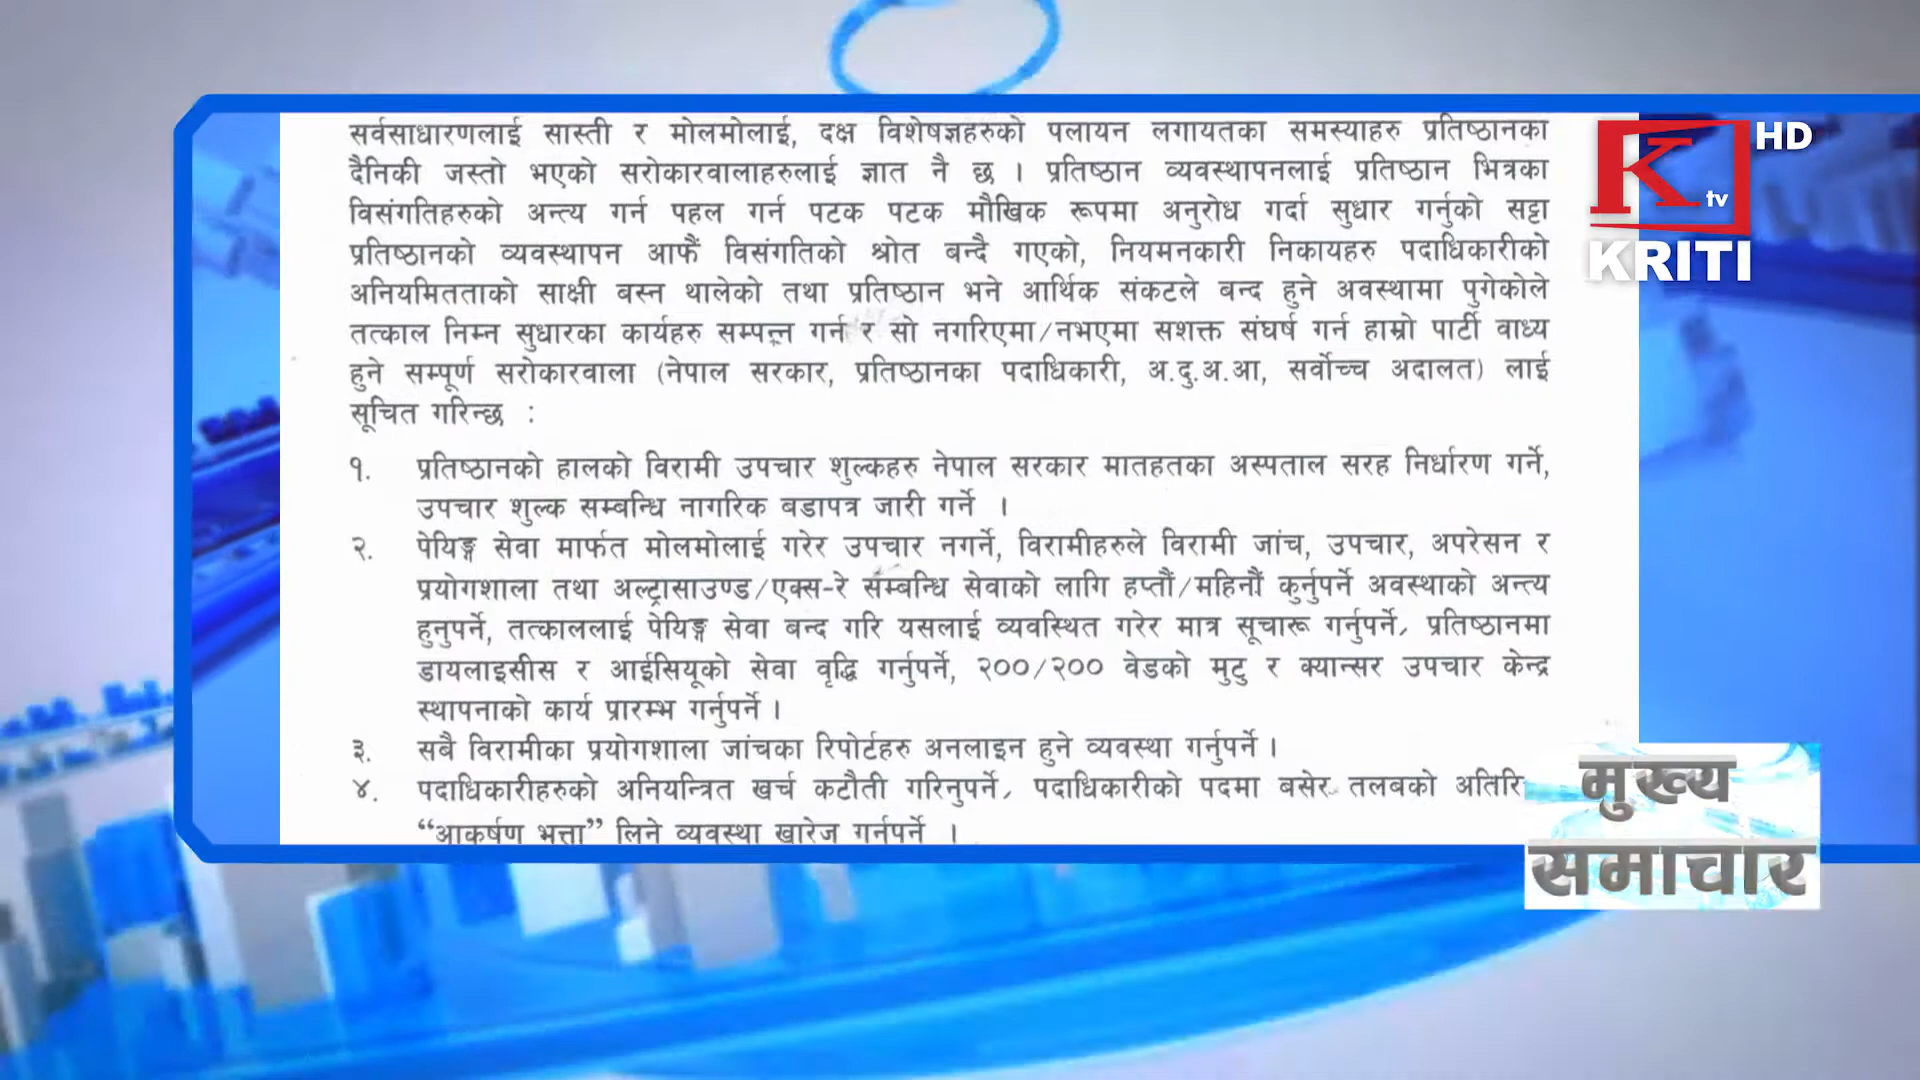 सर्वसाधारणलाई सास्ती र मोलमोलाई, दक्ष विशेषज्ञहरुको पलायन लगायतका समस्याहरु प्रतिष्ठानका
दैनिकी जस्तो भएको सरोकारवालाहरुलाई ज्ञात नै छ । प्रतिष्ठान व्यवस्थापनलाई प्रतिष्ठान भित्रका
विसंगतिहरुको अन्त्य गर्न पहल गर्न पटक पटक मौखिक रूपमा अनुरोध गर्दा सुधार गर्नुको सट्टा
प्रतिष्ठानको व्यवस्थापन आफैं विसंगतिको श्रोत बन्दै गएको, नियमनकारी निकायहरु पदाधिकारीको
अनियमितताको साक्षी बस्न थालेको तथा प्रतिष्ठान भने आर्थिक संकटले बन्द हुने अवस्थामा पुगेकोले
तत्काल निम्न सुधारका कार्यहरु सम्पन्न गर्न र सो नगरिएमा/नभएमा सशक्त संघर्ष गर्न हाम्रो पार्टी वाध्य
हुने सम्पूर्ण सरोकारवाला (नेपाल सरकार, प्रतिष्ठानका पदाधिकारी, अ.दु.अ.आ, सर्वोच्च अदालत) लाई
सूचित गरिन्छ :
१. प्रतिष्ठानको हालको विरामी उपचार शुल्कहरु नेपाल सरकार मातहतका अस्पताल सरह निर्धारण गर्ने,
उपचार शुल्क सम्बन्धि नागरिक बडापत्र जारी गर्ने ।
२. पेयिङ्ग सेवा मार्फत मोलमोलाई गरेर उपचार नगर्ने, विरामीहरुले विरामी जांच, उपचार, अपरेसन र
प्रयोगशाला तथा अल्ट्रासाउण्ड/एक्स-रे सम्बन्धि सेवाको लागि हप्तौं/महिनौं कुर्नुपर्ने अवस्थाको अन्त्य
हुनुपर्ने, तत्काललाई पेयिङ्ग सेवा बन्द गरि यसलाई व्यवस्थित गरेर मात्र सूचारू गर्नुपर्ने, प्रतिष्ठानमा
डायलाइसीस र आईसियूको सेवा वृद्धि गर्नुपर्ने, २००/२०० वेडको मुटु र क्यान्सर उपचार केन्द्र
स्थापनाको कार्य प्रारम्भ गर्नुपर्ने ।
३. सबै विरामीका प्रयोगशाला जांचका रिपोर्टहरु अनलाइन हुने व्यवस्था गर्नुपर्ने ।
४. पदाधिकारीहरुको अनियन्त्रित खर्च कटौती गरिनुपर्ने, पदाधिकारीको पदमा बसेर तलबको अतिरि
“आकर्षण भत्ता” लिने व्यवस्था खारेज गर्नुपर्ने ।
K tv HD
KRITI
मुख्य
समाचार